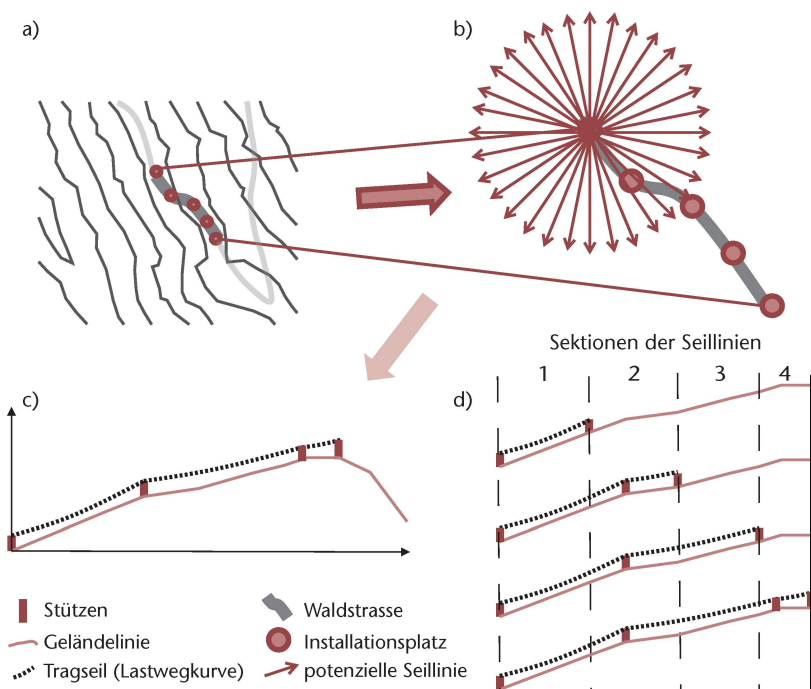 a)
b)
Sektionen der Seillinien
1 2 3 4
c)
d)
Stützen
Waldstrasse
Geländelinie
Installationsplatz
Tragseil (Lastwegkurve)
potenzielle Seillinie